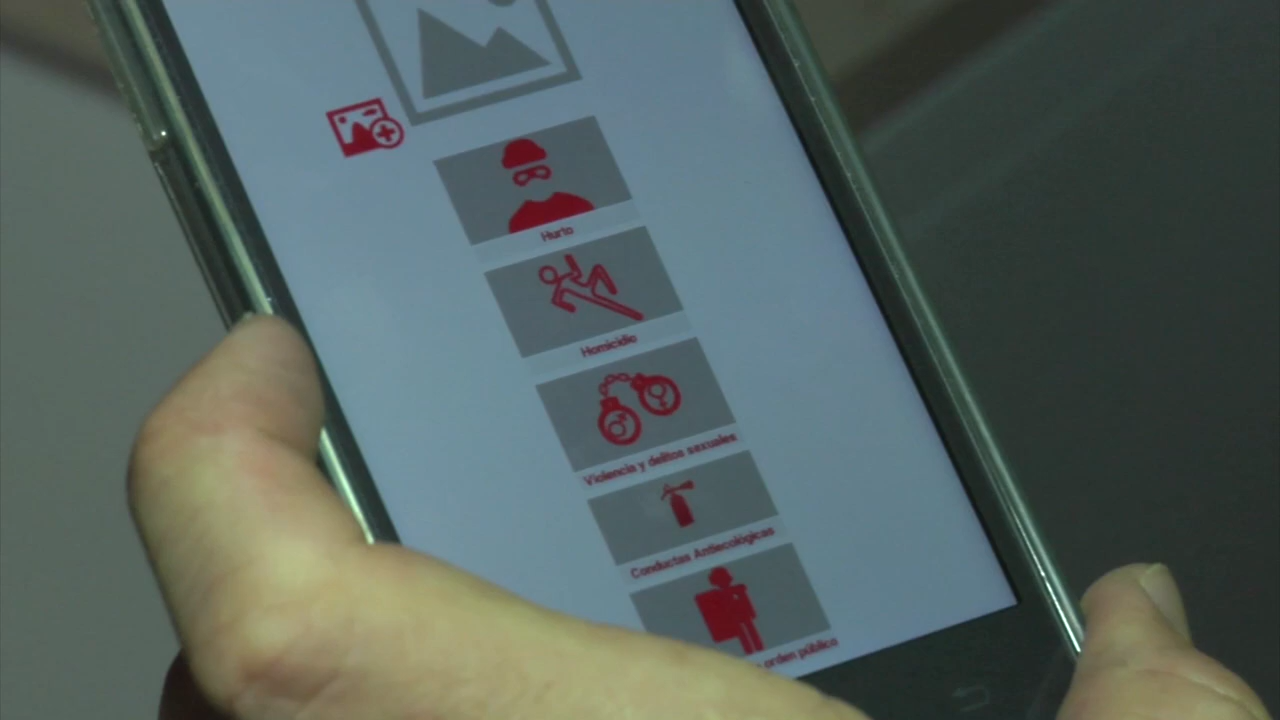 Hurto
Homicidio
Violencia y delitos sexuales
Conductas Antiecológicas
orden público